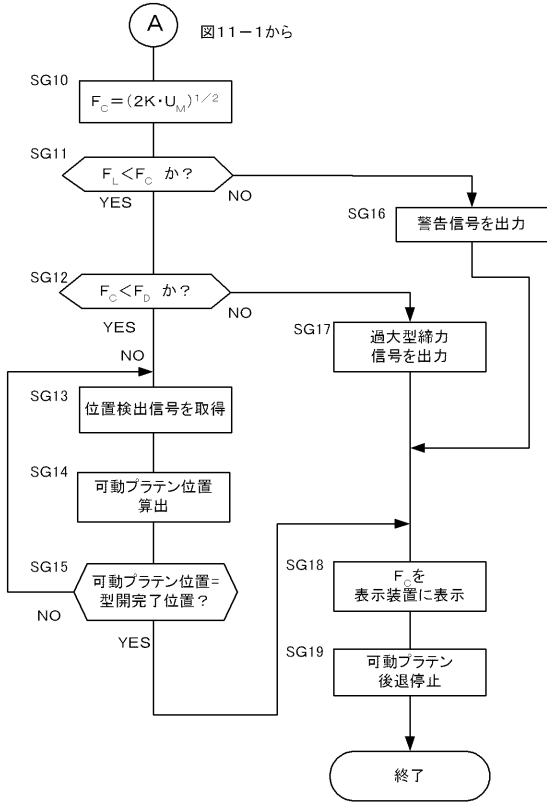 A
図11−1から
SG10
F_C=(2K・U_M)^{1/2}
SG11
F_L<F_C か？
NO
YES
SG16
警告信号を出力
SG12
F_C<F_D か？
NO
YES
SG17
過大型締力
信号を出力
NO
SG13
位置検出信号を取得
SG14
可動プラテン位置
算出
SG15
可動プラテン位置=
型開完了位置？
NO
YES
SG18
F_Cを
表示装置に表示
SG19
可動プラテン
後退停止
終了